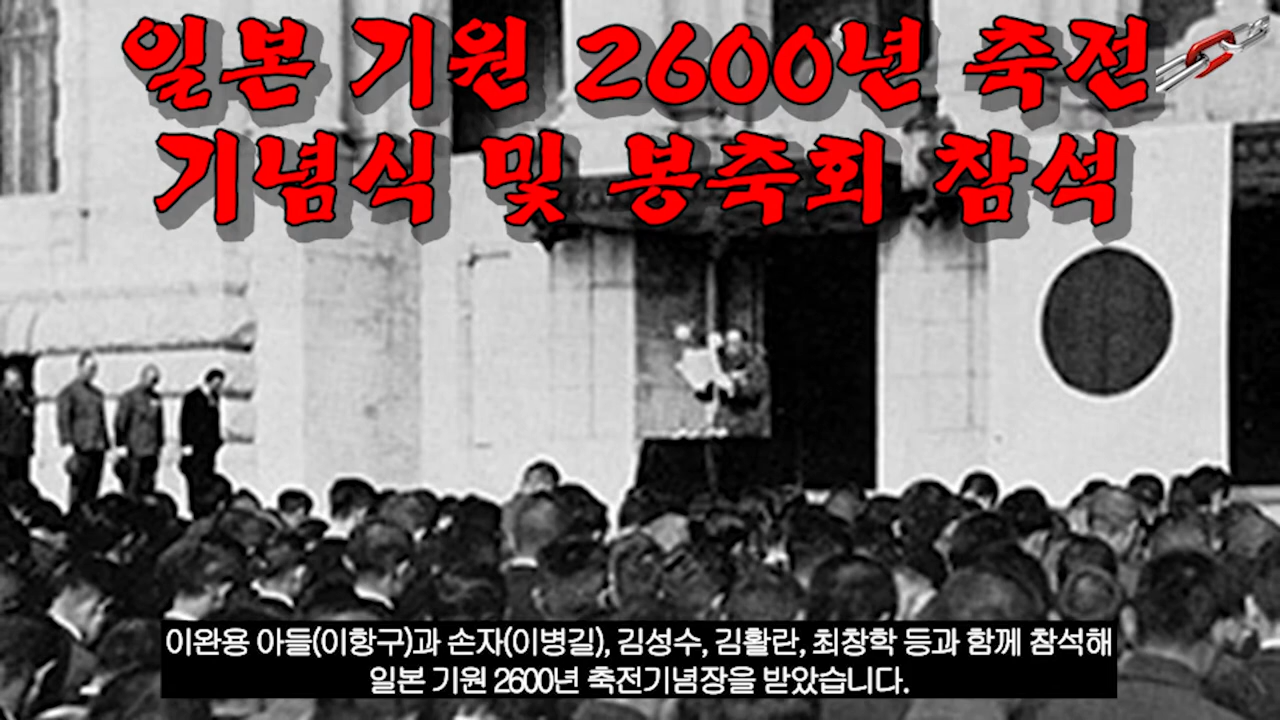 일본 기원 2600년 축전
기념식 및 봉축회 참석
이완용 아들(이항구)과 손자(이병길), 김성수, 김활란, 최창학 등과 함께 참석해
일본 기원 2600년 축전기념장을 받았습니다.